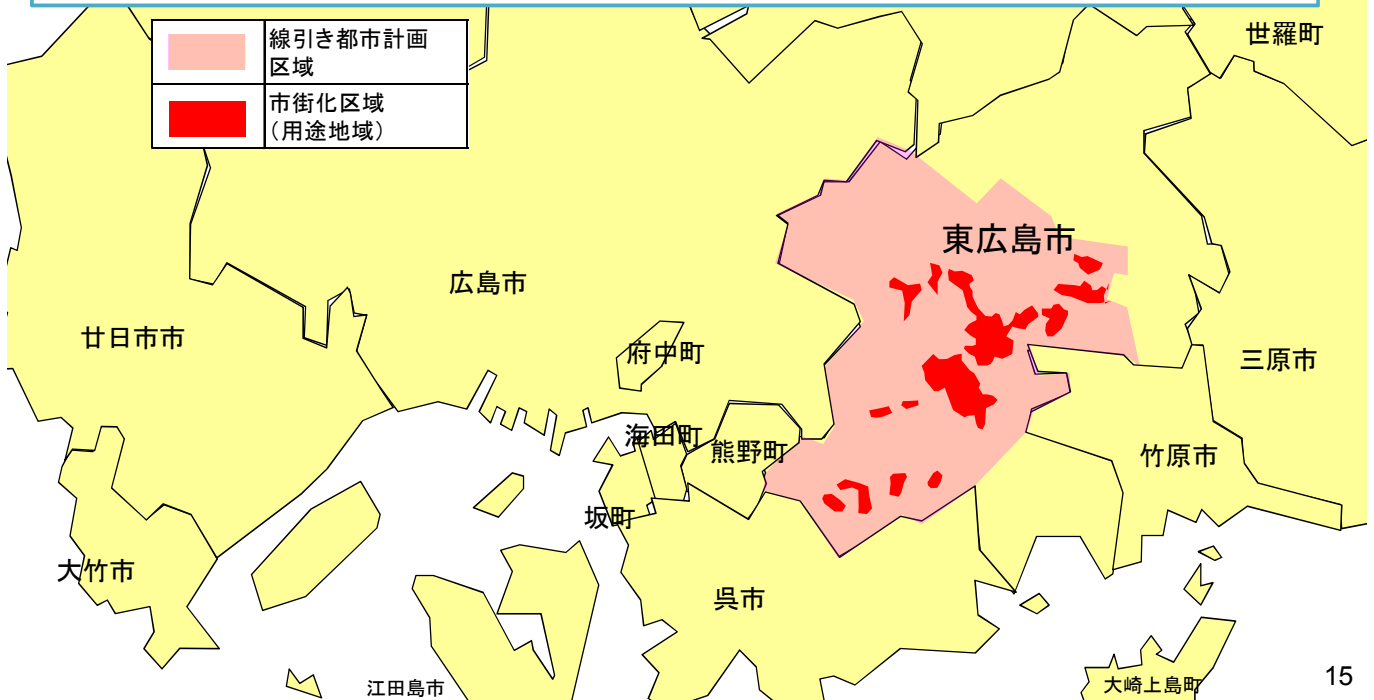 線引き都市計画
区域
市街化区域
（用途地域）
世羅町
東広島市
広島市
廿日市市
府中町
三原市
海田町
熊野町
竹原市
坂町
大竹市
呉市
江田島市
大崎上島町
15